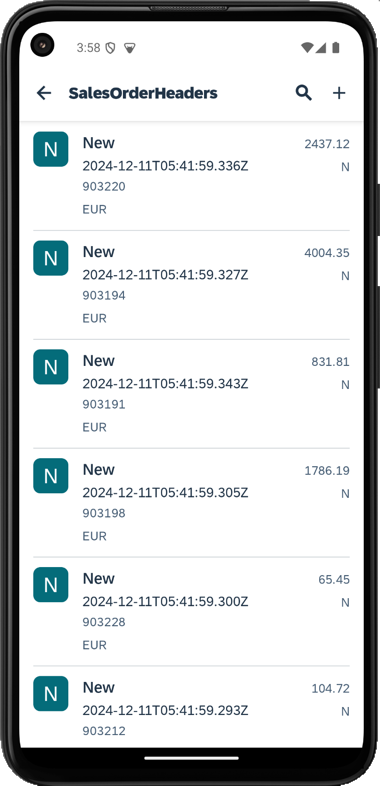 3:58
SalesOrderHeaders
N New 2437.12
2024-12-11T05:41:59.336Z N
903220
EUR
N New 4004.35
2024-12-11T05:41:59.327Z N
903194
EUR
N New 831.81
2024-12-11T05:41:59.343Z N
903191
EUR
N New 1786.19
2024-12-11T05:41:59.305Z N
903198
EUR
N New 65.45
2024-12-11T05:41:59.300Z N
903228
EUR
N New 104.72
2024-12-11T05:41:59.293Z N
903212